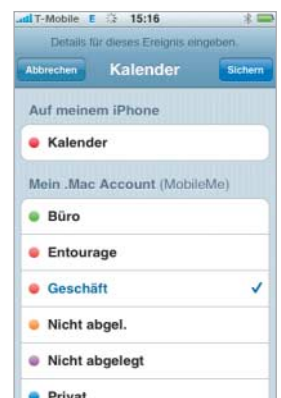 T-Mobile E 15:16
Details für dieses Ereignis eingeben.
Abbrechen Kalender Sichern
Auf meinem iPhone
Kalender
Mein .Mac Account (MobileMe)
Büro
Entourage
Geschäft
Nicht abgel.
Nicht abgelegt
Privat